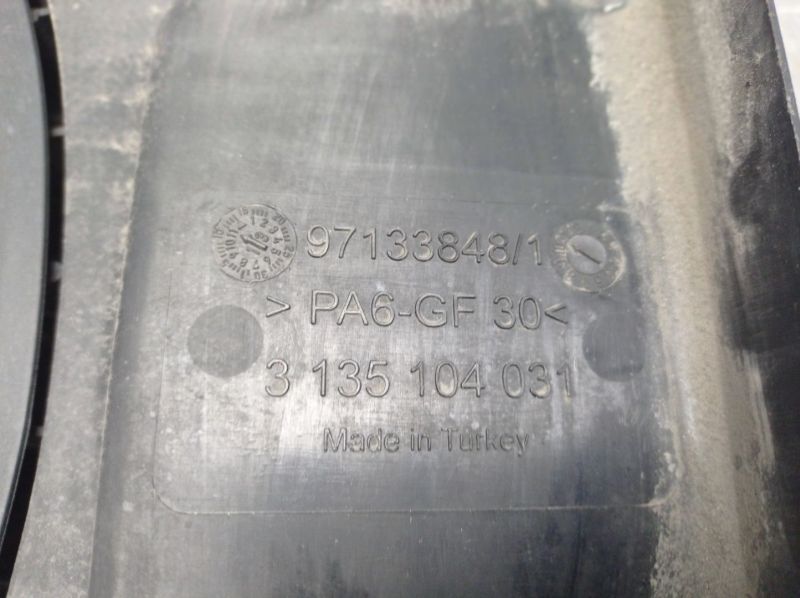 97133848/1
> PA6-GF 30<
3 135 104 031
Made in Turkey